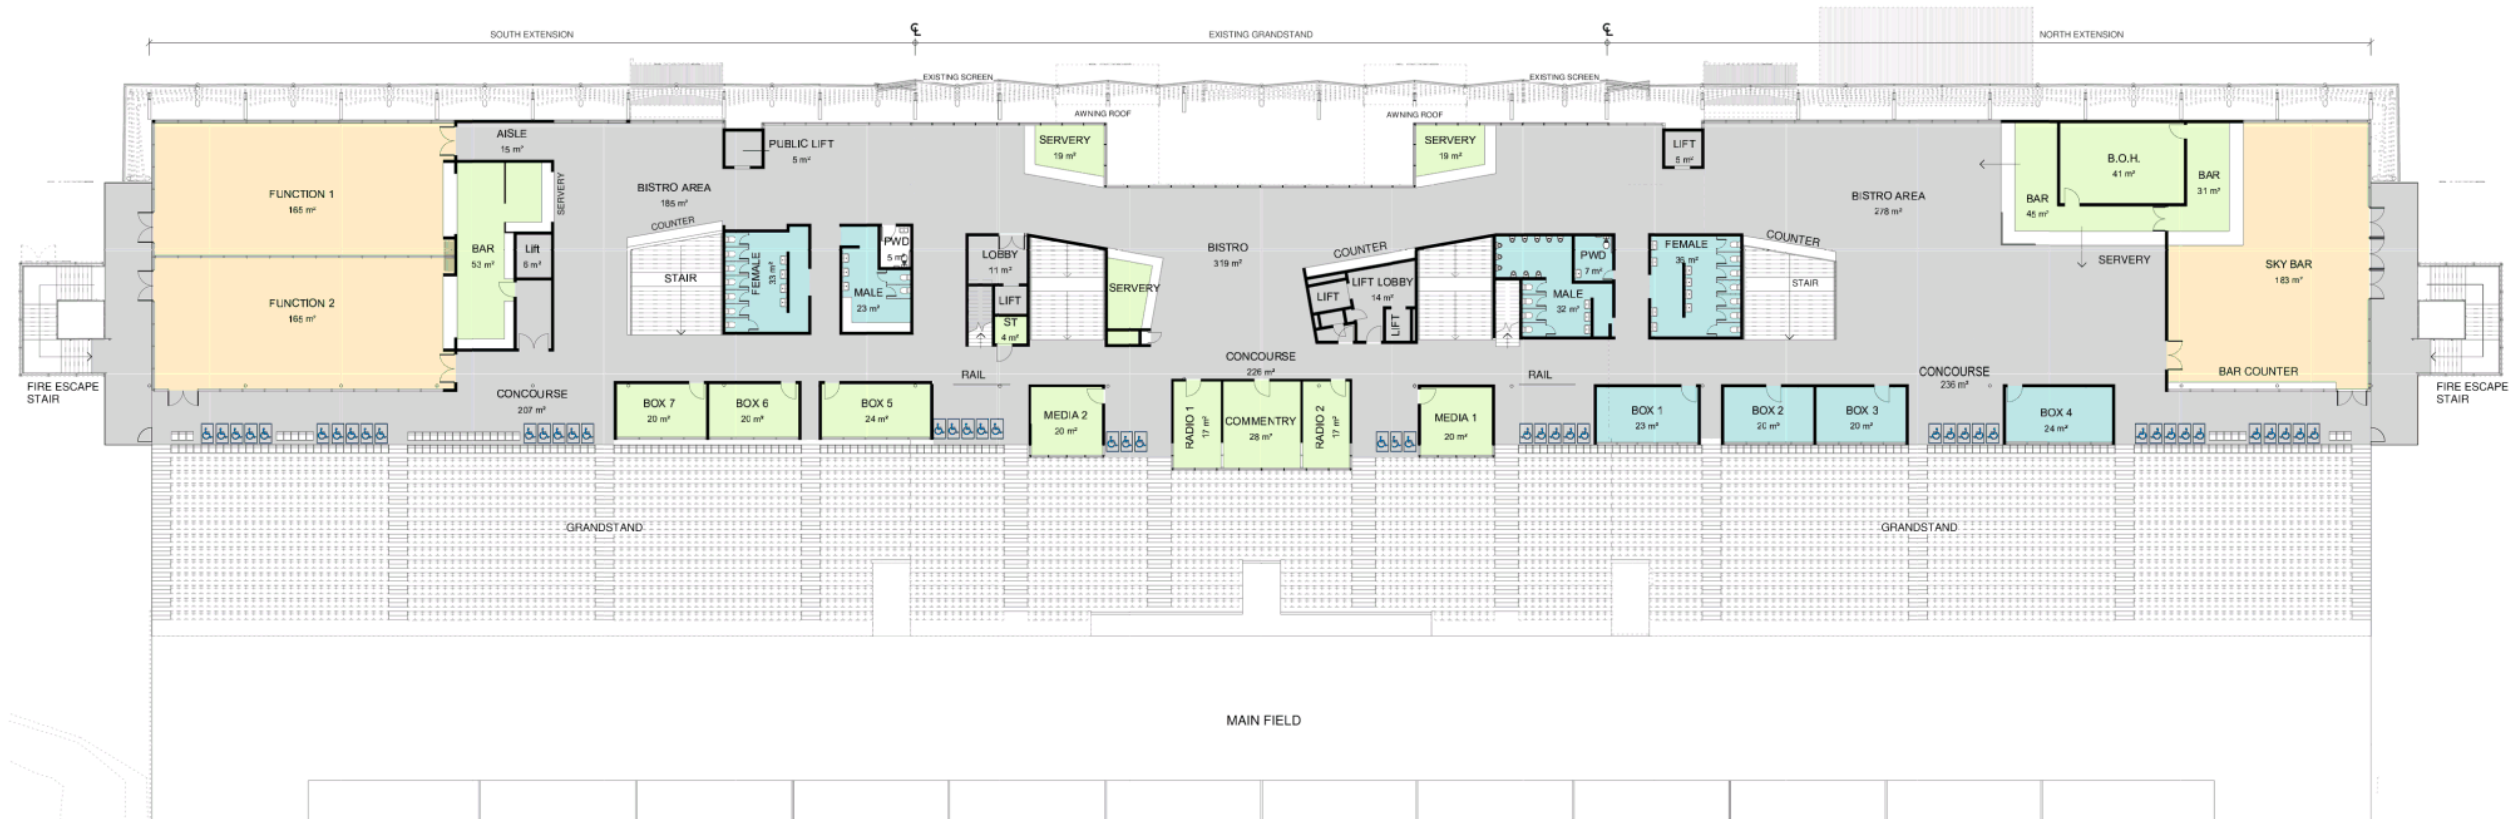 SOUTH EXTENSION
EXISTING GRANDSTAND
NORTH EXTENSION
EXISTING SCREEN
EXISTING SCREEN
AWNING ROOF
AWNING ROOF
AISLE
15 m²
PUBLIC LIFT
5 m²
SERVERY
19 m²
SERVERY
19 m²
LIFT
5 m²
B.O.H.
41 m²
BAR
31 m²
FUNCTION 1
165 m²
SERVERY
BISTRO AREA
185 m²
COUNTER
BISTRO AREA
278 m²
BAR
45 m²
BAR
53 m²
Lift
6 m²
STAIR
FEMALE
33 m²
PWD
5 m²
MALE
23 m²
LOBBY
11 m²
LIFT
ST
4 m²
SERVERY
BISTRO
319 m²
COUNTER
LIFT LOBBY
14 m²
LIFT
LIFT
PWD
7 m²
MALE
32 m²
FEMALE
35 m²
COUNTER
STAIR
SERVERY
SKY BAR
183 m²
FUNCTION 2
165 m²
CONCOURSE
226 m²
RAIL
RAIL
CONCOURSE
236 m²
BAR COUNTER
FIRE ESCAPE
STAIR
FIRE ESCAPE
STAIR
CONCOURSE
207 m²
BOX 7
20 m²
BOX 6
20 m²
BOX 5
24 m²
MEDIA 2
20 m²
RADIO 1
17 m²
COMMENTRY
28 m²
RADIO 2
17 m²
MEDIA 1
20 m²
BOX 1
23 m²
BOX 2
20 m²
BOX 3
20 m²
BOX 4
24 m²
GRANDSTAND
GRANDSTAND
MAIN FIELD